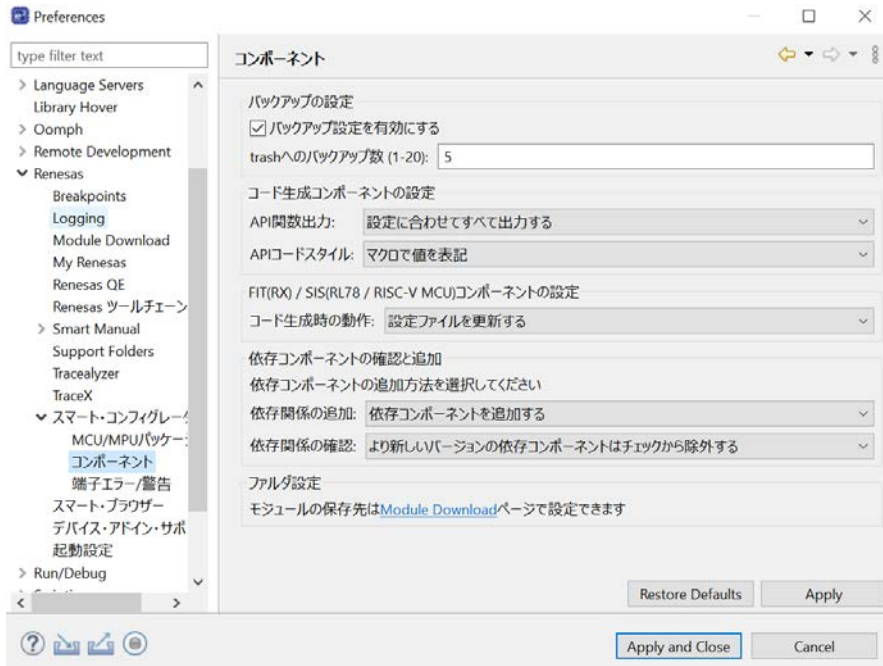 Preferences
type filter text
Language Servers
Library Hover
Oomph
Remote Development
Renesas
Breakpoints
Logging
Module Download
My Renesas
Renesas QE
Renesas ツールチェーン
Smart Manual
Support Folders
Tracealyzer
TraceX
スマート・コンフィグレー
MCU/MPUパッケー
コンポーネント
端子エラー/警告
スマート・ブラウザー
デバイス・アドイン・サポ
起動設定
Run/Debug
コンポーネント
バックアップの設定
バックアップ設定を有効にする
trashへのバックアップ数 (1-20): 5
コード生成コンポーネントの設定
API関数出力: 設定に合わせてすべて出力する
APIコードスタイル: マクロで値を表記
FIT(RX) / SIS(RL78 / RISC-V MCU)コンポーネントの設定
コード生成時の動作: 設定ファイルを更新する
依存コンポーネントの確認と追加
依存コンポーネントの追加方法を選択してください
依存関係の追加: 依存コンポーネントを追加する
依存関係の確認: より新しいバージョンの依存コンポーネントはチェックから除外する
フォルダ設定
モジュールの保存先はModule Downloadページで設定できます
Restore Defaults
Apply
Apply and Close
Cancel